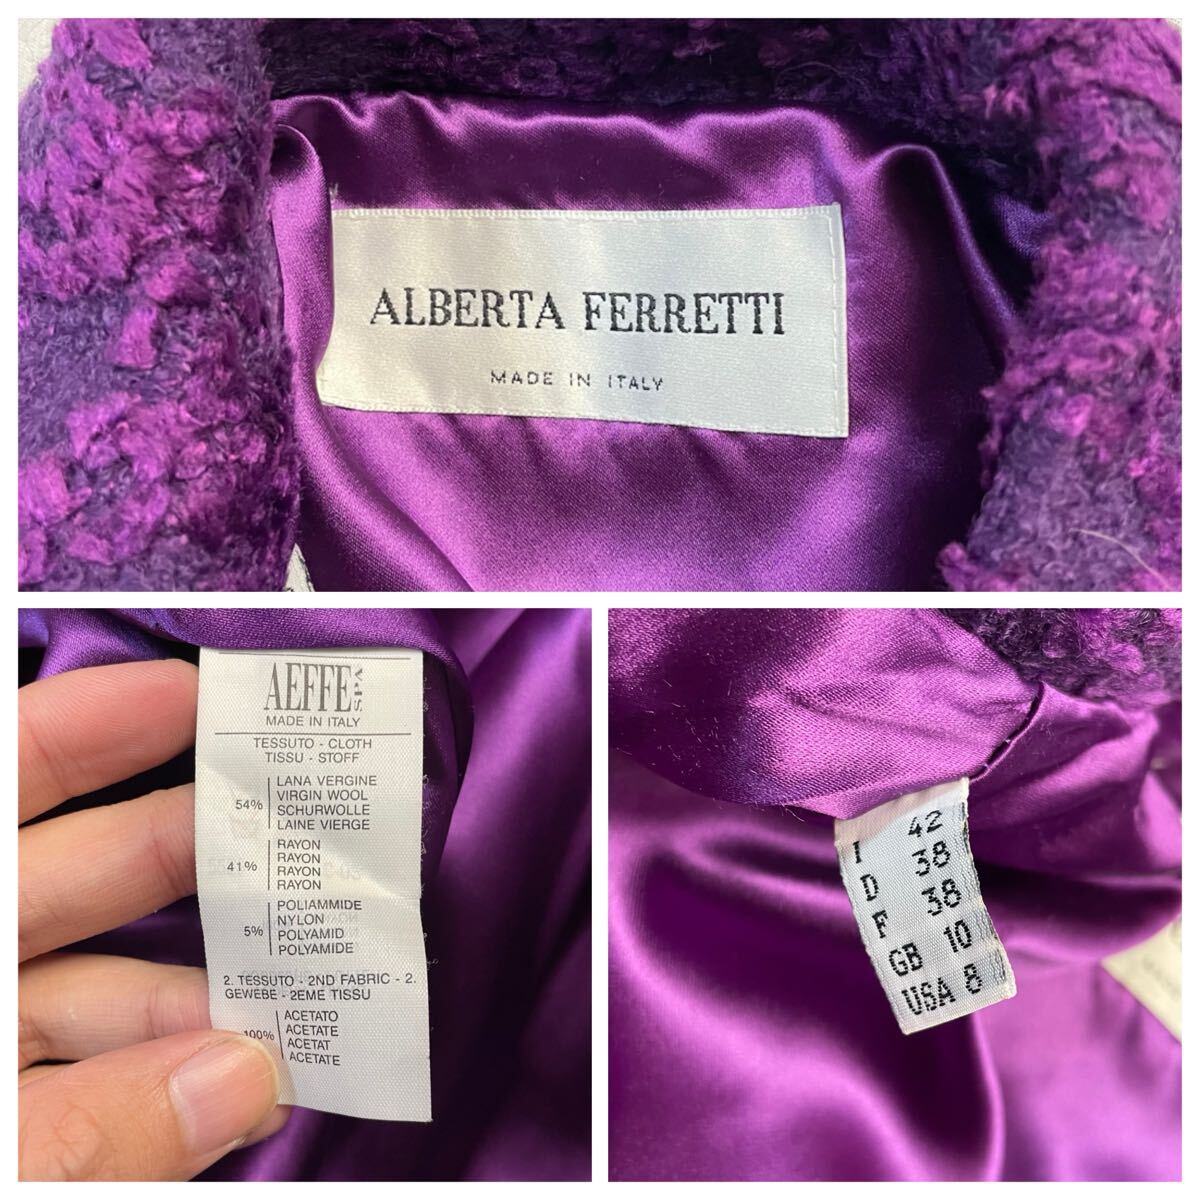 ALBERTA FERRETTI
MADE IN ITALY
AEFFE SPA
MADE IN ITALY
TESSUTO - CLOTH
TISSU - STOFF
54%
LANA VERGINE
VIRGIN WOOL
SCHURWOLLE
LAINE VIERGE
41%
RAYON
RAYON
RAYON
RAYON
5%
POLIAMMIDE
NYLON
POLYAMID
POLYAMIDE
2. TESSUTO - 2ND FABRIC - 2.
GEWEBE - 2EME TISSU
100%
ACETATO
ACETATE
ACETAT
ACETATE
I 42
D 38
F 38
GB 10
USA 8